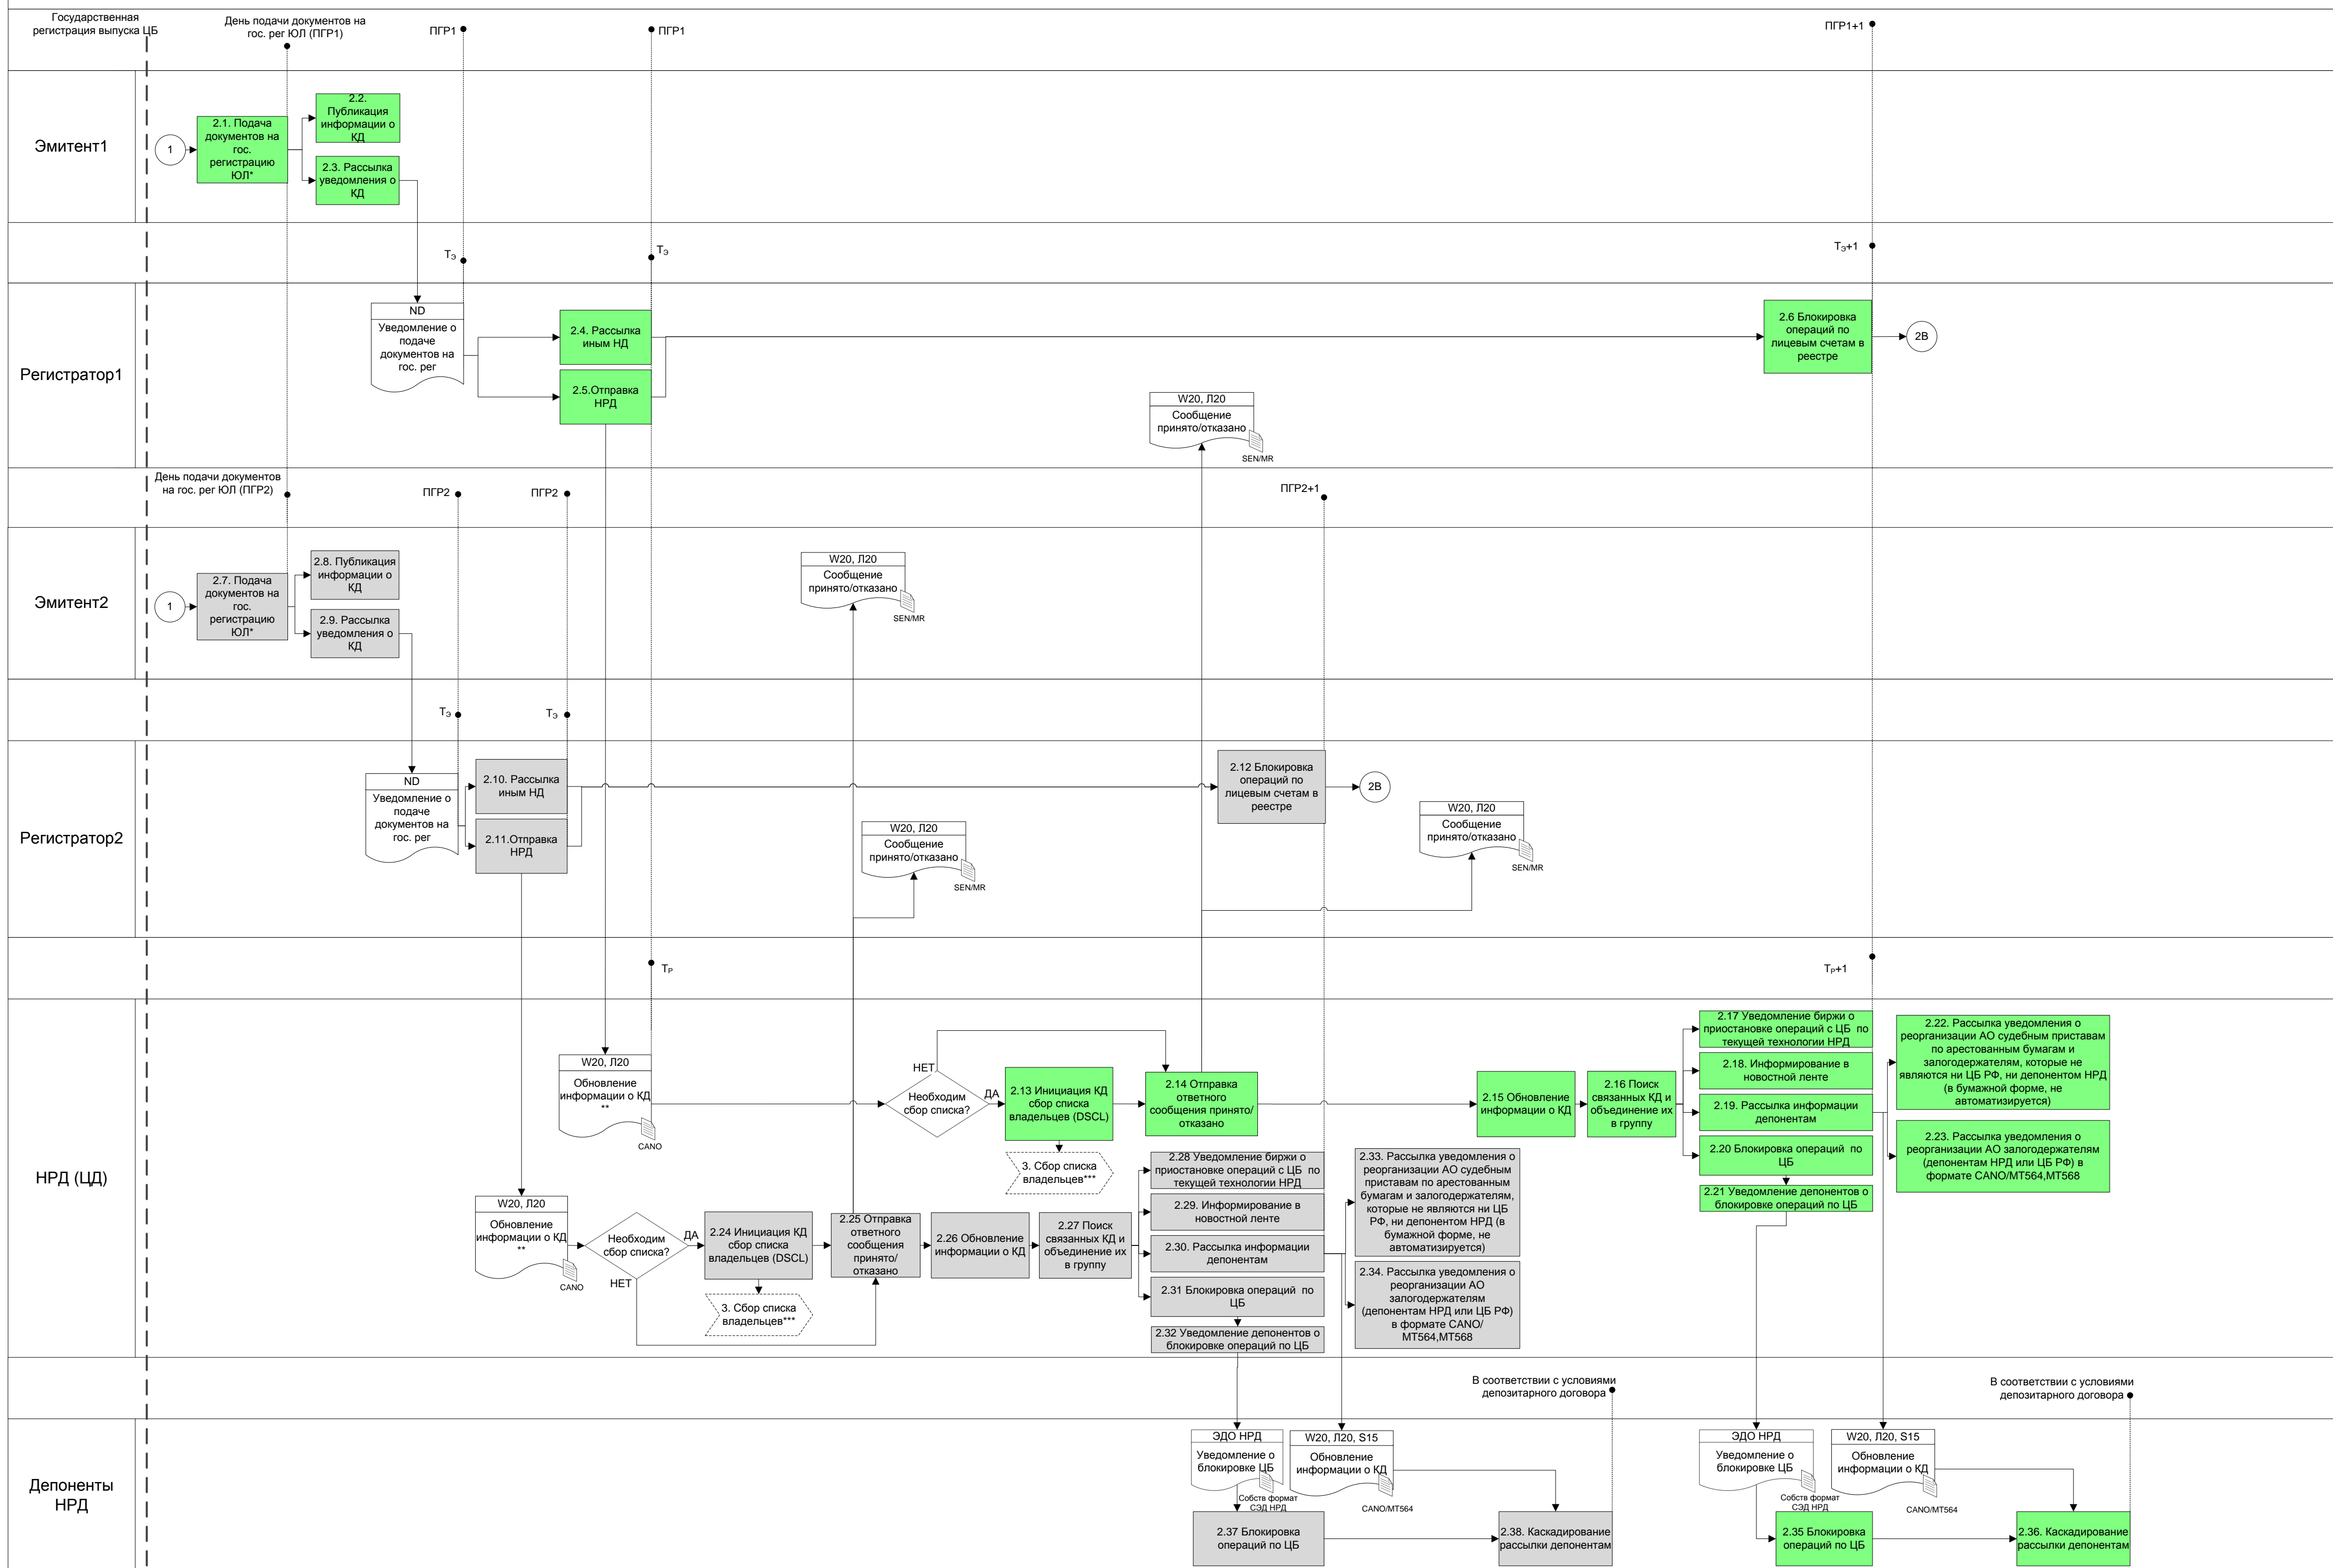 Государственная
регистрация выпуска ЦБ
День подачи документов на
гос. рег ЮЛ (ПГР1)
ПГР1
ПГР1
ПГР1+1
Эмитент1
1
2.1. Подача
документов на
гос.
регистрацию
ЮЛ*
2.2.
Публикация
информации о
КД
2.3. Рассылка
уведомления о
КД
ТЭ
ТЭ
ТЭ+1
Регистратор1
ND
Уведомление о
подаче
документов на
гос. рег
2.4. Рассылка
иным НД
2.5.Отправка
НРД
W20, Л20
Сообщение
принято/отказано
SEN/MR
2.6 Блокировка
операций по
лицевым счетам в
реестре
2В
День подачи документов
на гос. рег ЮЛ (ПГР2)
ПГР2
ПГР2
ПГР2+1
Эмитент2
1
2.7. Подача
документов на
гос.
регистрацию
ЮЛ*
2.8. Публикация
информации о
КД
2.9. Рассылка
уведомления о
КД
W20, Л20
Сообщение
принято/отказано
SEN/MR
ТЭ
ТЭ
Регистратор2
ND
Уведомление о
подаче
документов на
гос. рег
2.10. Рассылка
иным НД
2.11.Отправка
НРД
W20, Л20
Сообщение
принято/отказано
SEN/MR
2.12 Блокировка
операций по
лицевым счетам в
реестре
2В
W20, Л20
Сообщение
принято/отказано
SEN/MR
ТР
ТР+1
НРД (ЦД)
W20, Л20
Обновление
информации о КД
**
CANO
Необходим
сбор списка?
НЕТ
ДА
2.13 Инициация КД
сбор списка
владельцев (DSCL)
3. Сбор списка
владельцев***
2.14 Отправка
ответного
сообщения принято/
отказано
2.15 Обновление
информации о КД
2.16 Поиск
связанных КД и
объединение их
в группу
2.17 Уведомление биржи о
приостановке операций с ЦБ по
текущей технологии НРД
2.18. Информирование в
новостной ленте
2.19. Рассылка информации
депонентам
2.20 Блокировка операций по
ЦБ
2.21 Уведомление депонентов о
блокировке операций по ЦБ
2.22. Рассылка уведомления о
реорганизации АО судебным приставам
по арестованным бумагам и
залогодержателям, которые не
являются ни ЦБ РФ, ни депонентом НРД
(в бумажной форме, не
автоматизируется)
2.23. Рассылка уведомления о
реорганизации АО залогодержателям
(депонентам НРД или ЦБ РФ) в
формате CANO/MT564,MT568
W20, Л20
Обновление
информации о КД
**
CANO
Необходим
сбор списка?
ДА
НЕТ
2.24 Инициация КД
сбор списка
владельцев (DSCL)
3. Сбор списка
владельцев***
2.25 Отправка
ответного
сообщения
принято/
отказано
2.26 Обновление
информации о КД
2.27 Поиск
связанных КД и
объединение их
в группу
2.28 Уведомление биржи о
приостановке операций с ЦБ по
текущей технологии НРД
2.29. Информирование в
новостной ленте
2.30. Рассылка информации
депонентам
2.31 Блокировка операций по
ЦБ
2.32 Уведомление депонентов о
блокировке операций по ЦБ
2.33. Рассылка уведомления о
реорганизации АО судебным
приставам по арестованным
бумагам и залогодержателям,
которые не являются ни ЦБ
РФ, ни депонентом НРД (в
бумажной форме, не
автоматизируется)
2.34. Рассылка уведомления о
реорганизации АО
залогодержателям
(депонентам НРД или ЦБ РФ)
в формате CANO/
MT564,MT568
В соответствии с условиями
депозитарного договора
В соответствии с условиями
депозитарного договора
Депоненты
НРД
ЭДО НРД
Уведомление о
блокировке ЦБ
Собств формат
СЭД НРД
W20, Л20, S15
Обновление
информации о КД
CANO/MT564
2.37 Блокировка
операций по ЦБ
2.38. Каскадирование
рассылки депонентам
ЭДО НРД
Уведомление о
блокировке ЦБ
Собств формат
СЭД НРД
W20, Л20, S15
Обновление
информации о КД
CANO/MT564
2.35 Блокировка
операций по ЦБ
2.36. Каскадирование
рассылки депонентам